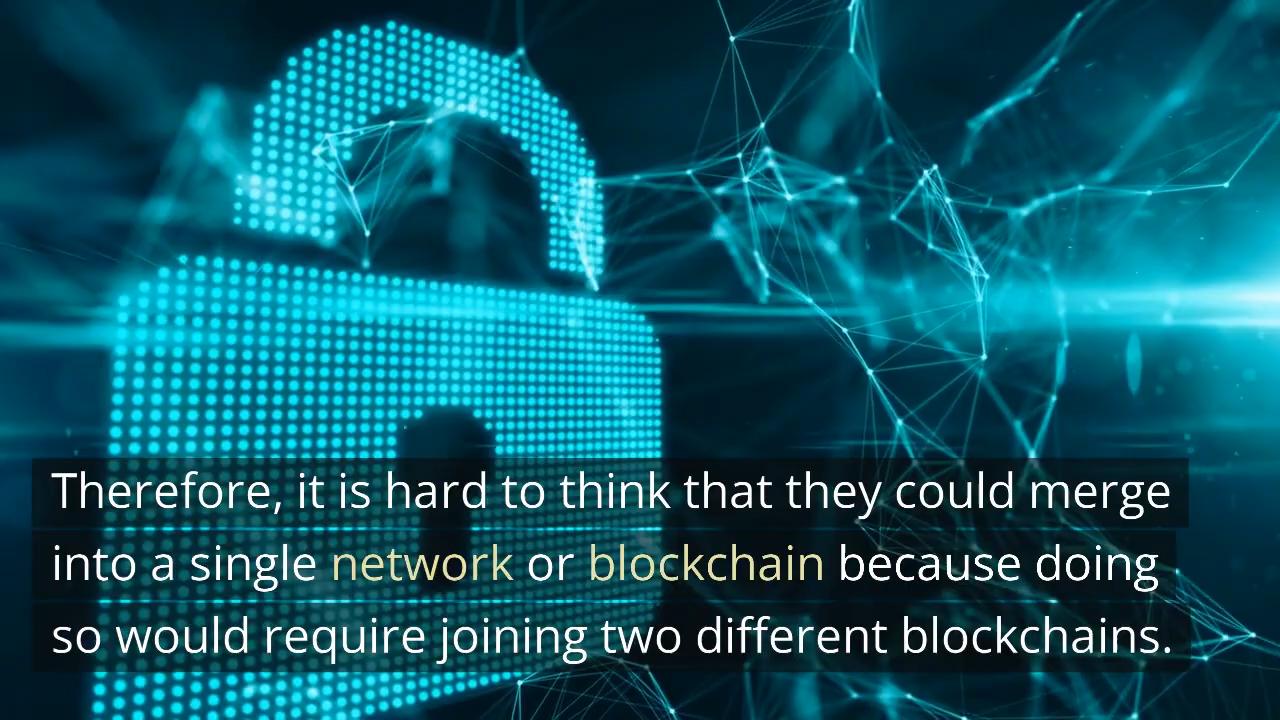 Therefore, it is hard to think that they could merge
into a single network or blockchain because doing
so would require joining two different blockchains.